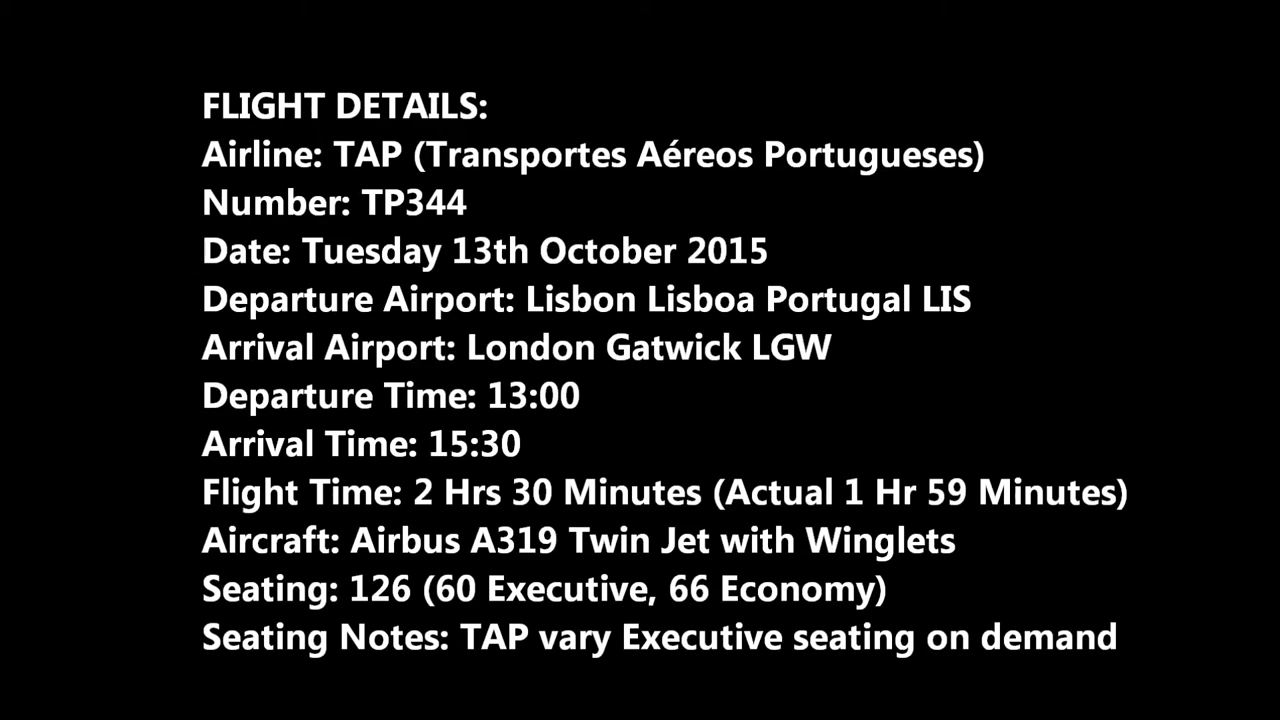 FLIGHT DETAILS:
Airline: TAP (Transportes Aéreos Portugueses)
Number: TP344
Date: Tuesday 13th October 2015
Departure Airport: Lisbon Lisboa Portugal LIS
Arrival Airport: London Gatwick LGW
Departure Time: 13:00
Arrival Time: 15:30
Flight Time: 2 Hrs 30 Minutes (Actual 1 Hr 59 Minutes)
Aircraft: Airbus A319 Twin Jet with Winglets
Seating: 126 (60 Executive, 66 Economy)
Seating Notes: TAP vary Executive seating on demand